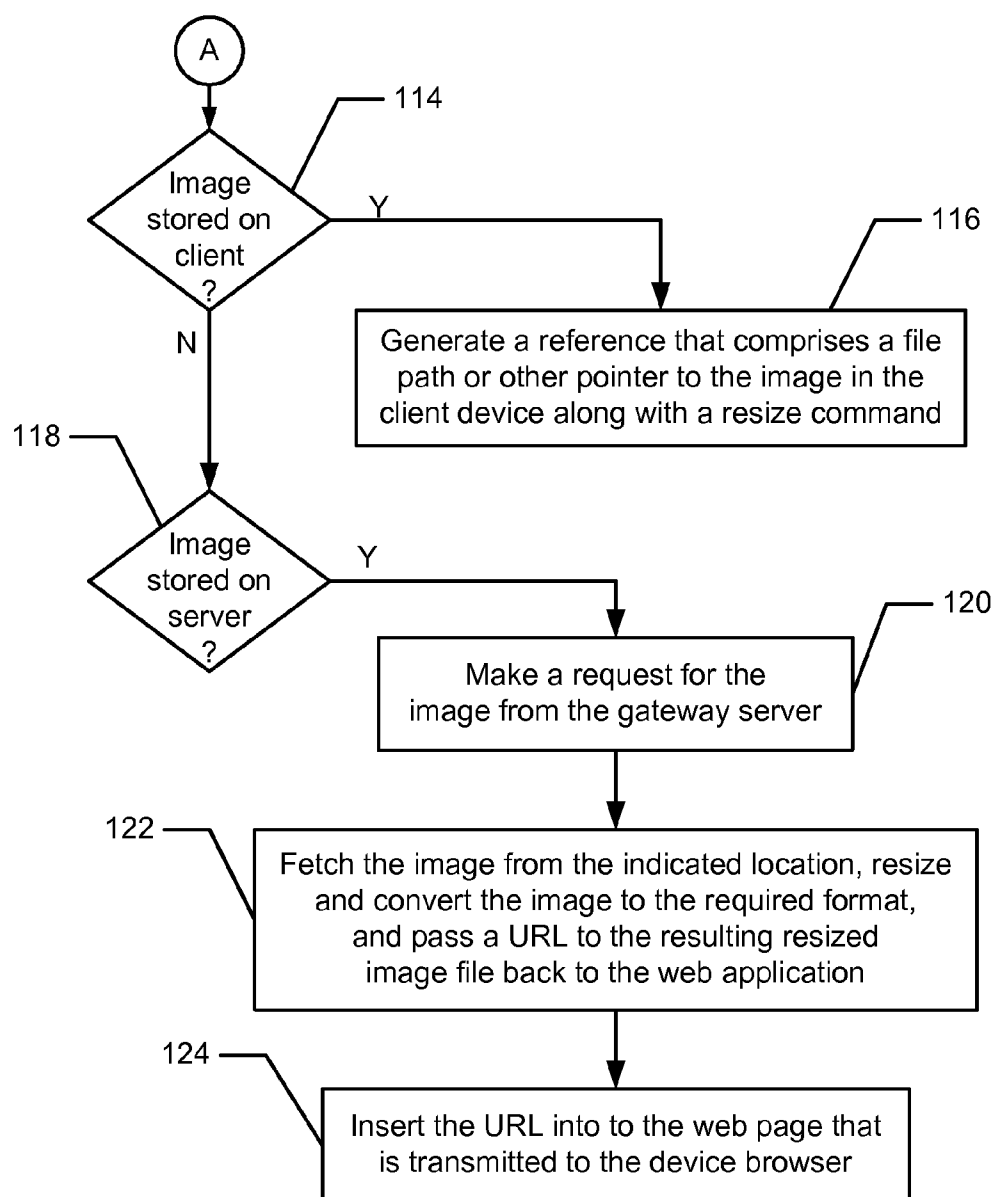 A
114
Image
stored on
client
?
Y
116
Generate a reference that comprises a file
path or other pointer to the image in the
client device along with a resize command
N
118
Image
stored on
server
?
Y
120
Make a request for the
image from the gateway server
122
Fetch the image from the indicated location, resize
and convert the image to the required format,
and pass a URL to the resulting resized
image file back to the web application
124
Insert the URL into to the web page that
is transmitted to the device browser